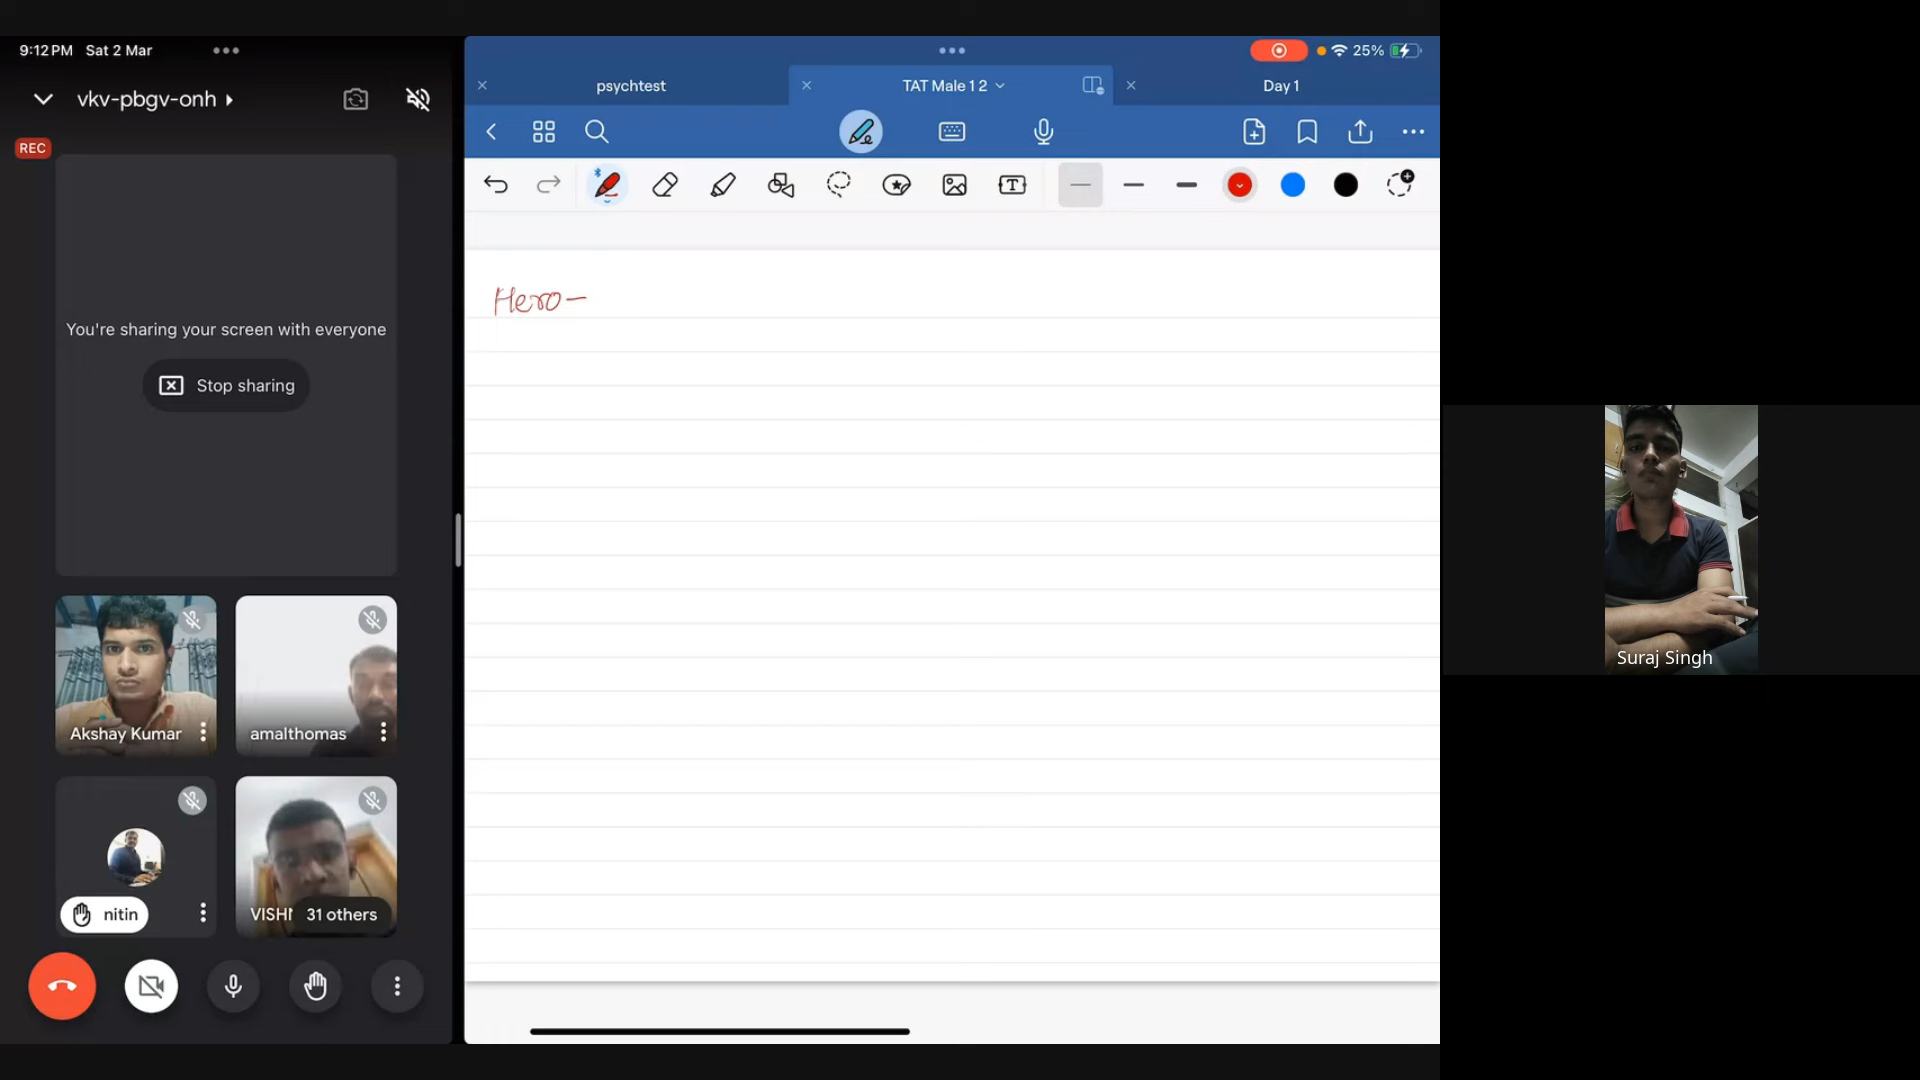 9:12 PM Sat 2 Mar
25%
vkv-pbgv-onh
REC
psychtest
TAT Male 1 2
Day 1
Hero-
You're sharing your screen with everyone
Stop sharing
Akshay Kumar
amalthomas
nitin
VISHI
31 others
Suraj Singh